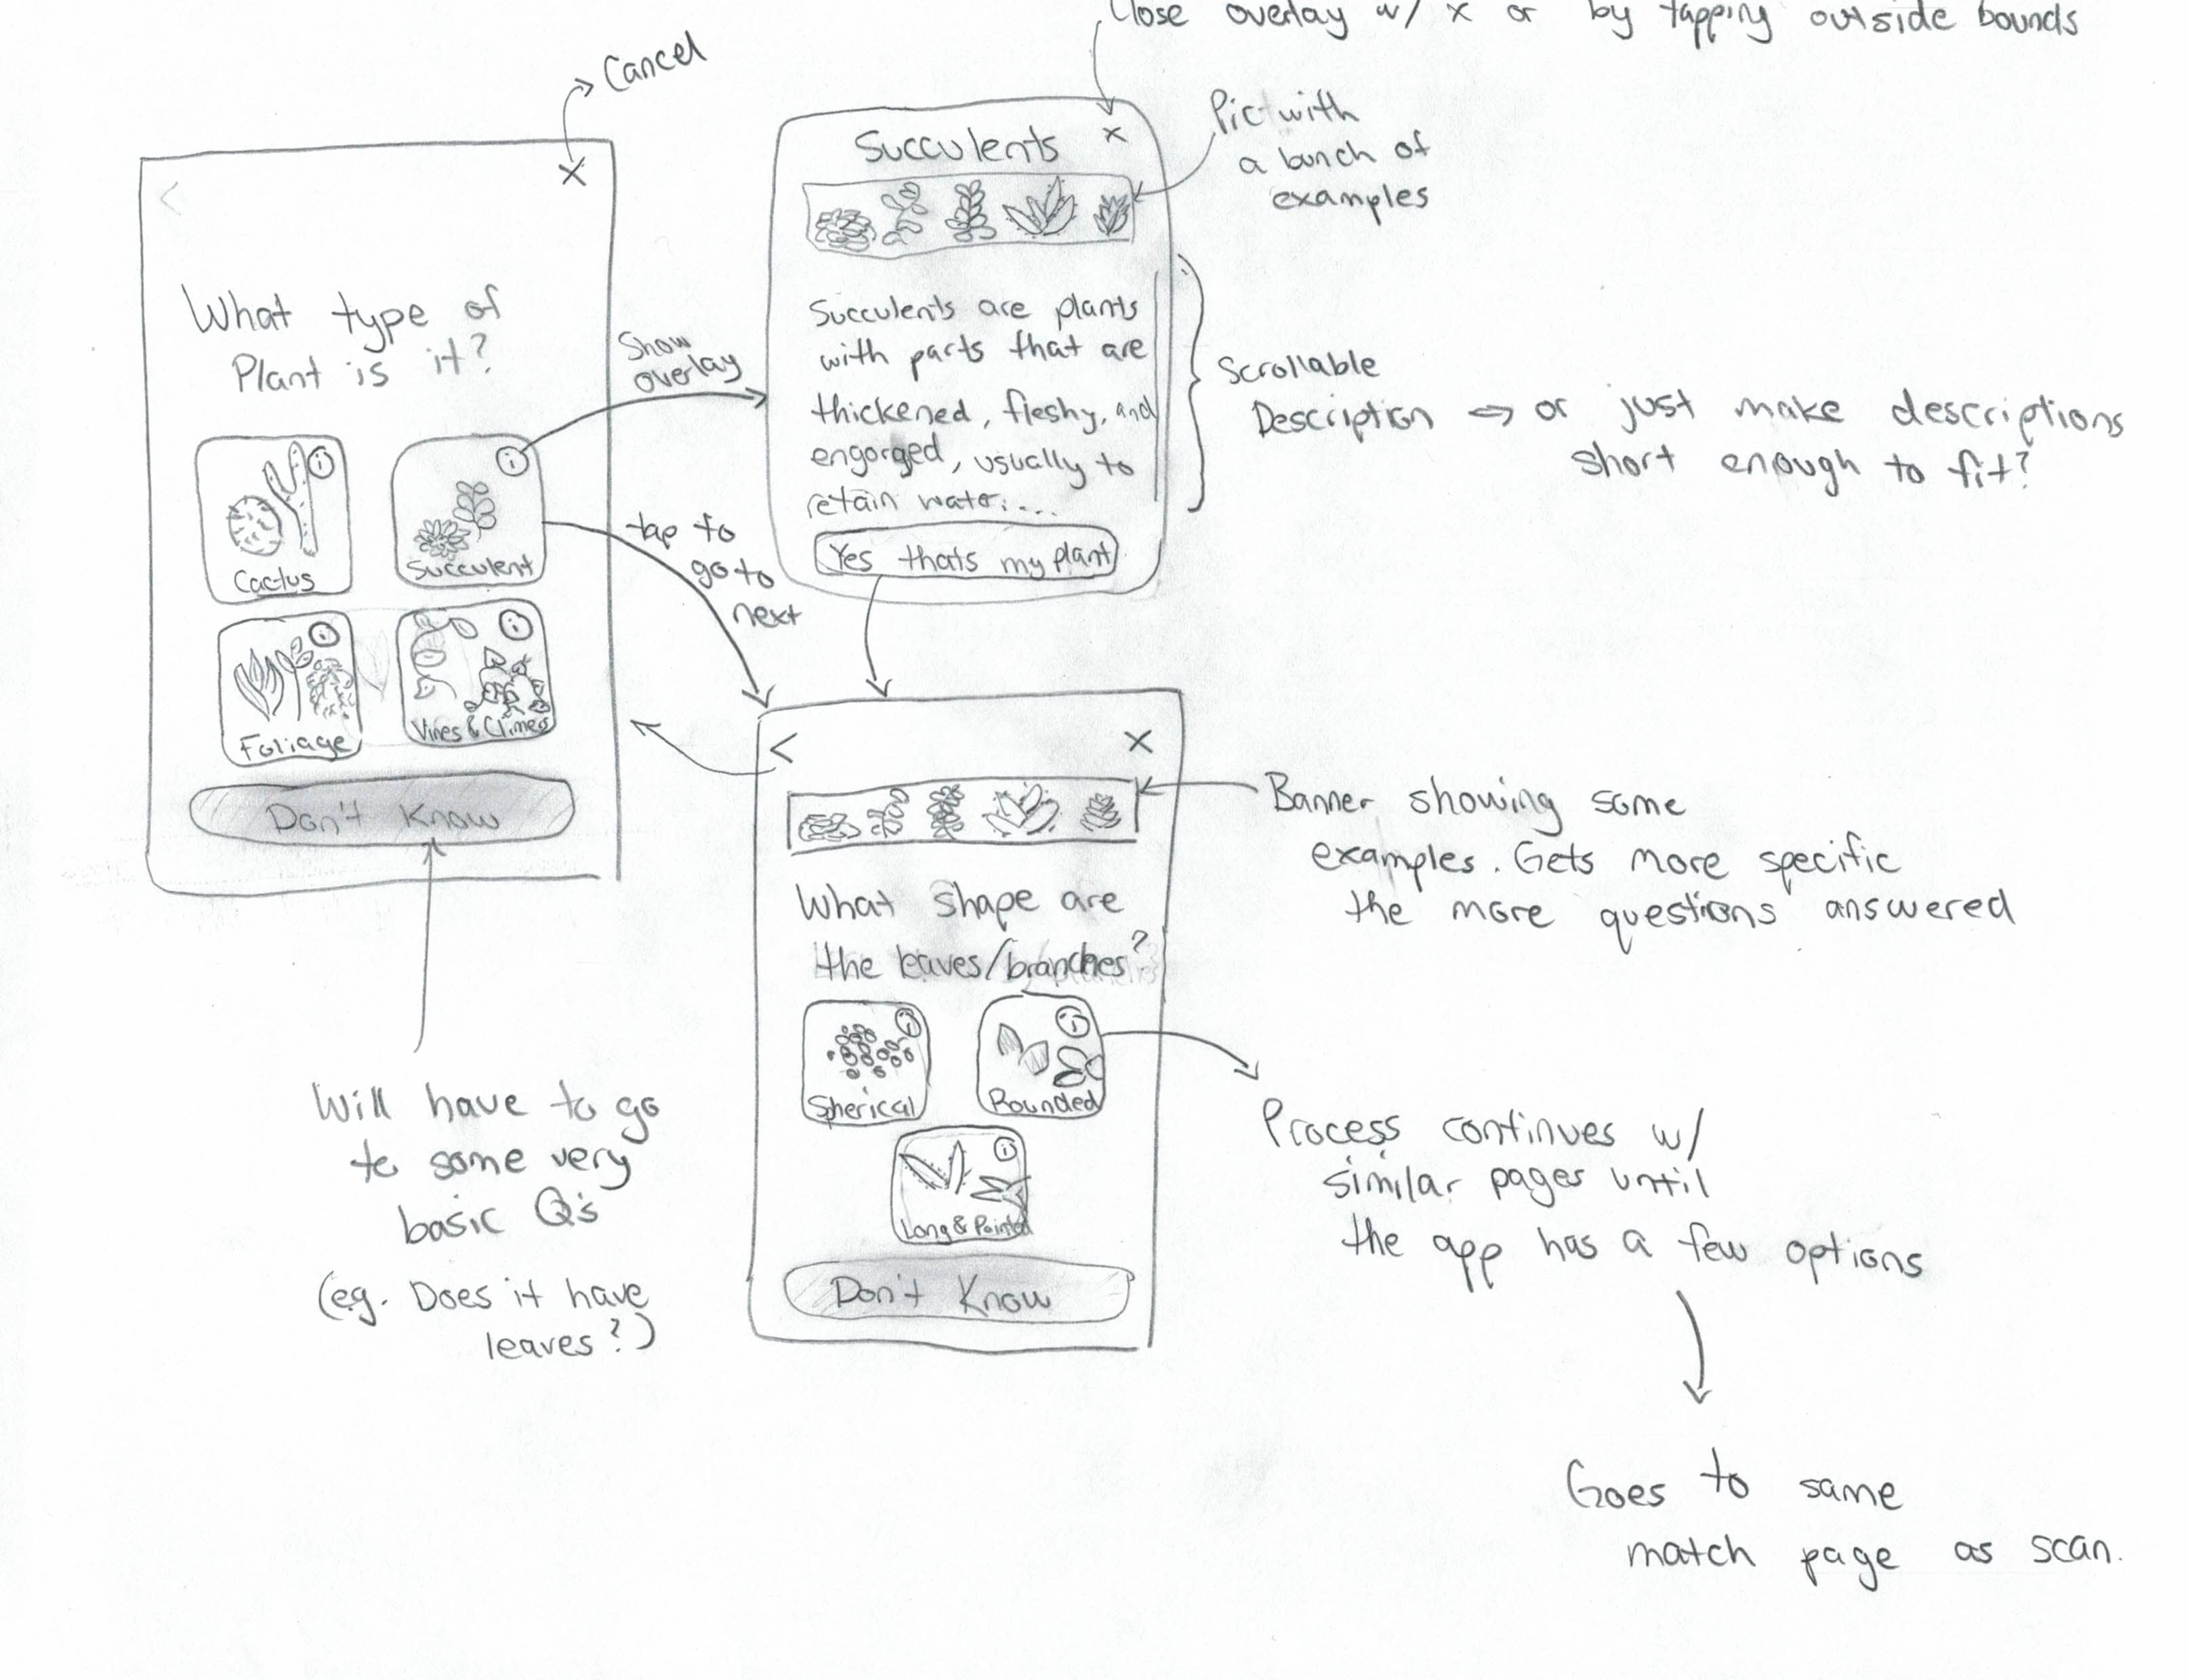 Close overlay w/ x or by tapping outside bounds
Cancel
X
<
What type of
Plant is it?
i
Cactus
i
Succulent
i
Foliage
i
Vines & Climers
Don't Know
Show
overlay
tap to
go to
next
Succulents
x
Pic with
a bunch of
examples
Succulents are plants
with parts that are
thickened, fleshy, and
engorged, usually to
retain water....
Yes thats my plant
Scrollable
Description ⇒ or just make descriptions
short enough to fit?
<
X
What shape are
the leaves/branches?
i
Spherical
i
Rounded
i
Long & Pointed
Don't Know
Banner showing some
examples. Gets more specific
the more questions answered
Will have to go
to some very
basic Q's
(eg. Does it have
leaves?)
Process continues w/
similar pages until
the app has a few options
Goes to same
match page as scan.